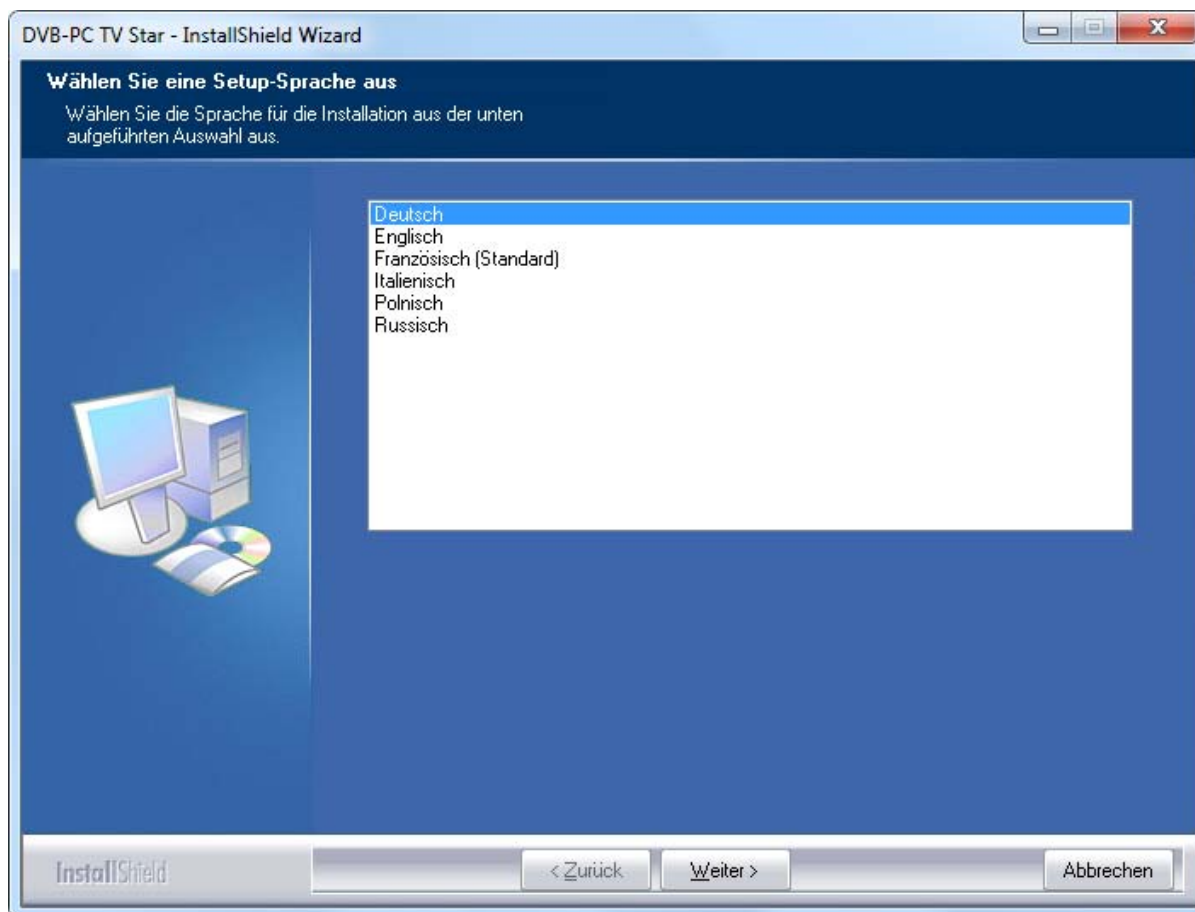 DVB-PC TV Star - InstallShield Wizard
Wählen Sie eine Setup-Sprache aus
Wählen Sie die Sprache für die Installation aus der unten
aufgeführten Auswahl aus.
Deutsch
Englisch
Französisch (Standard)
Italienisch
Polnisch
Russisch
InstallShield
< Zurück
Weiter >
Abbrechen